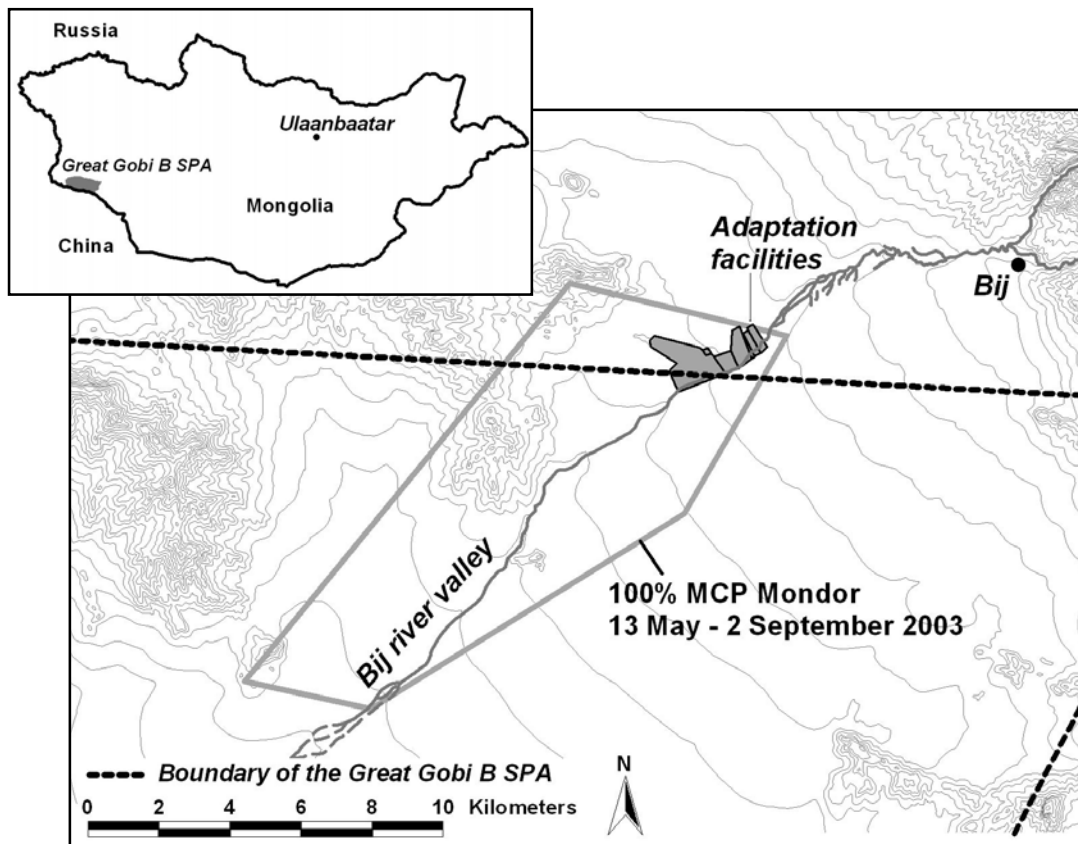 Russia
Ulaanbaatar
Great Gobi B SPA
Mongolia
China
Adaptation
facilities
Bij
Bij river valley
100% MCP Mondor
13 May - 2 September 2003
Boundary of the Great Gobi B SPA
0 2 4 6 8 10 Kilometers
N